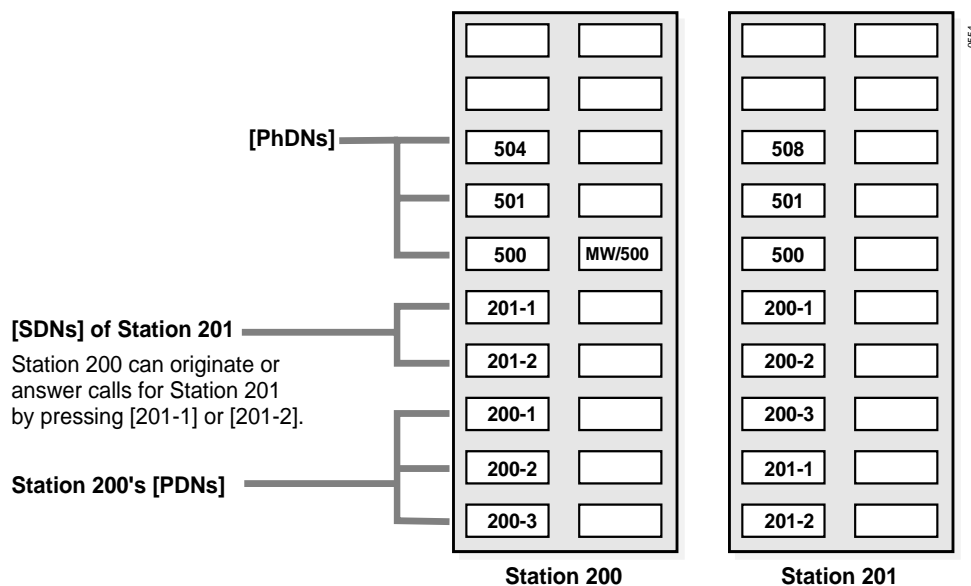 [PhDNs]
[SDNs] of Station 201
Station 200 can originate or
answer calls for Station 201
by pressing [201-1] or [201-2].
Station 200's [PDNs]
504
501
500 MW/500
201-1
201-2
200-1
200-2
200-3
Station 200
508
501
500
200-1
200-2
200-3
201-1
201-2
Station 201